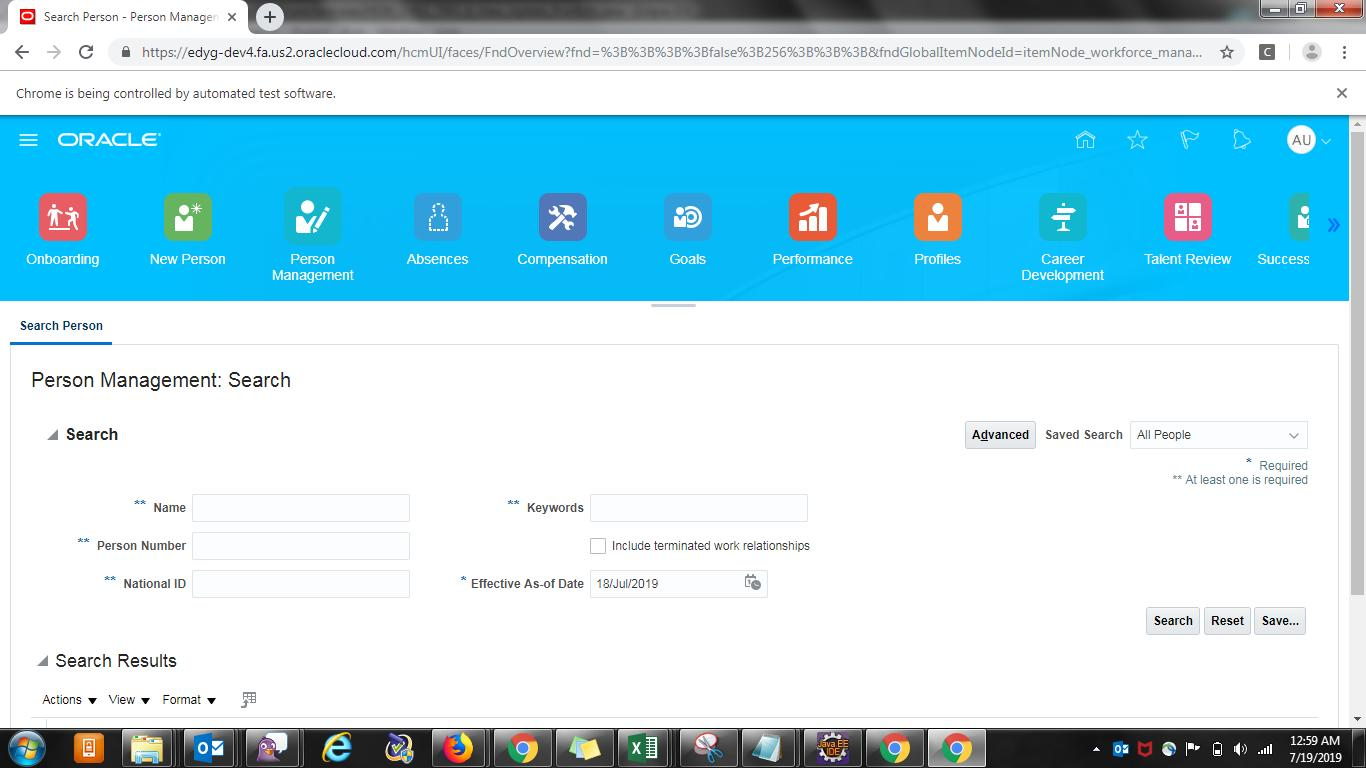 Search Person - Person Managen
https://edyg-dev4.fa.us2.oraclecloud.com/hcmUI/faces/FndOverview?fnd=%3B%3B%3B%3Bfalse%3B256%3B%3B%3B&fndGlobalItemNodeId=itemNode_workforce_mana...
C
Chrome is being controlled by automated test software.
ORACLE
AU
Onboarding
New Person
Person
Management
Absences
Compensation
Goals
Performance
Profiles
Career
Development
Talent Review
Success
Search Person
Person Management: Search
Search
Advanced
Saved Search
All People
* Required
** At least one is required
** Name
** Keywords
** Person Number
Include terminated work relationships
** National ID
* Effective As-of Date
18/Jul/2019
Search
Reset
Save...
Search Results
Actions
View
Format
Java EE
IDE
12:59 AM
7/19/2019